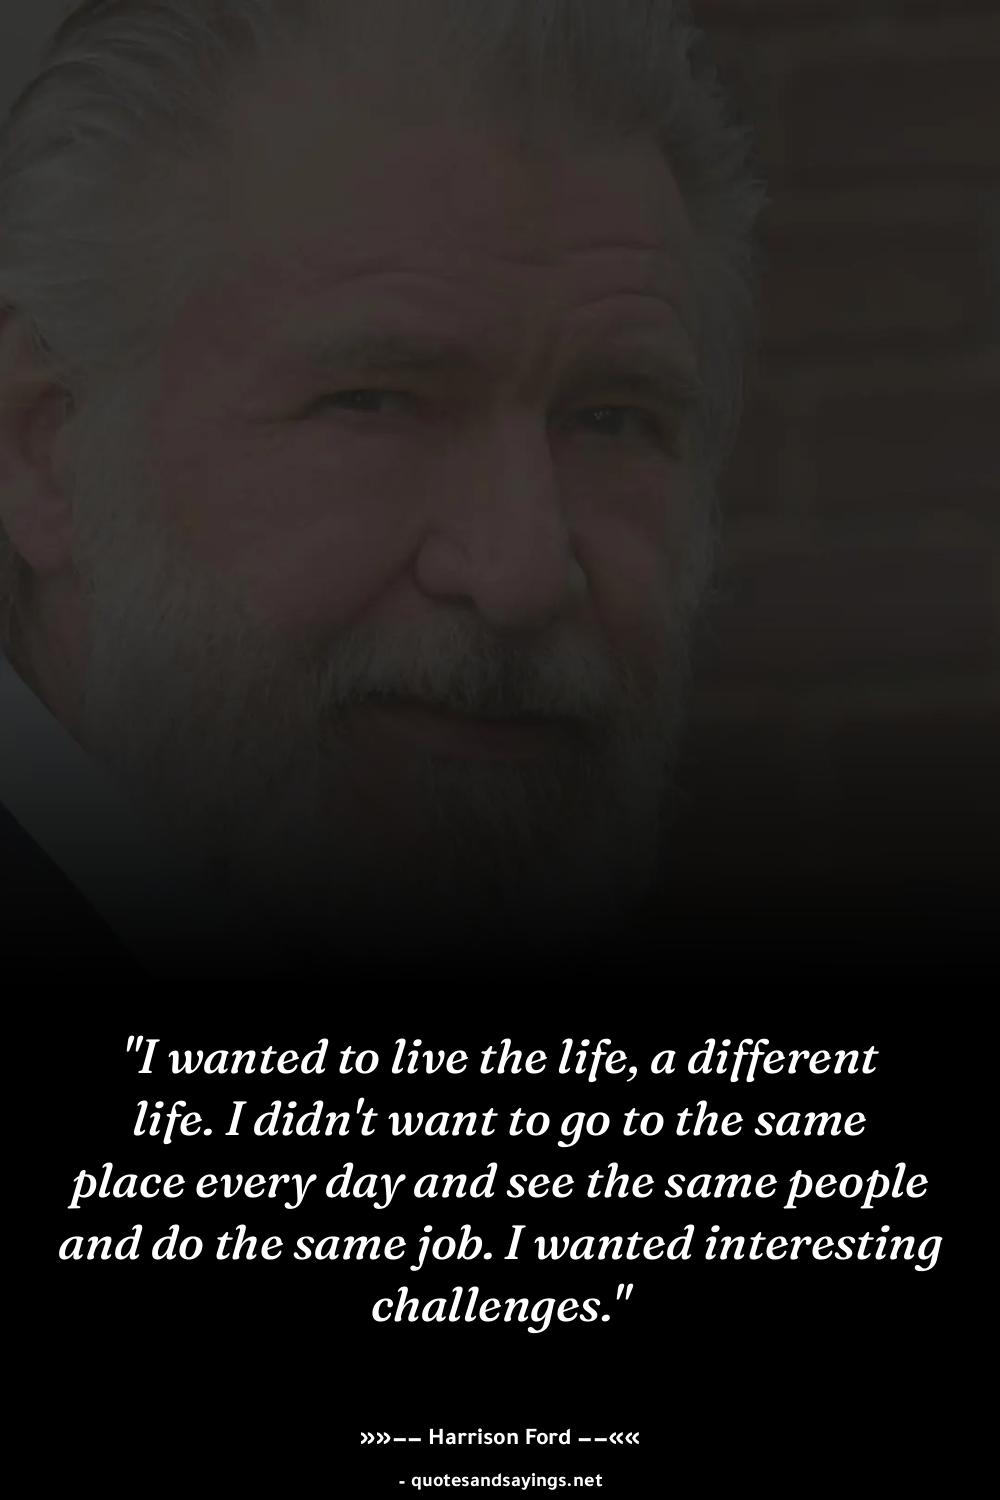 "I wanted to live the life, a different
life. I didn't want to go to the same
place every day and see the same people
and do the same job. I wanted interesting
challenges."
»»–– Harrison Ford ––««
- quotesandsayings.net